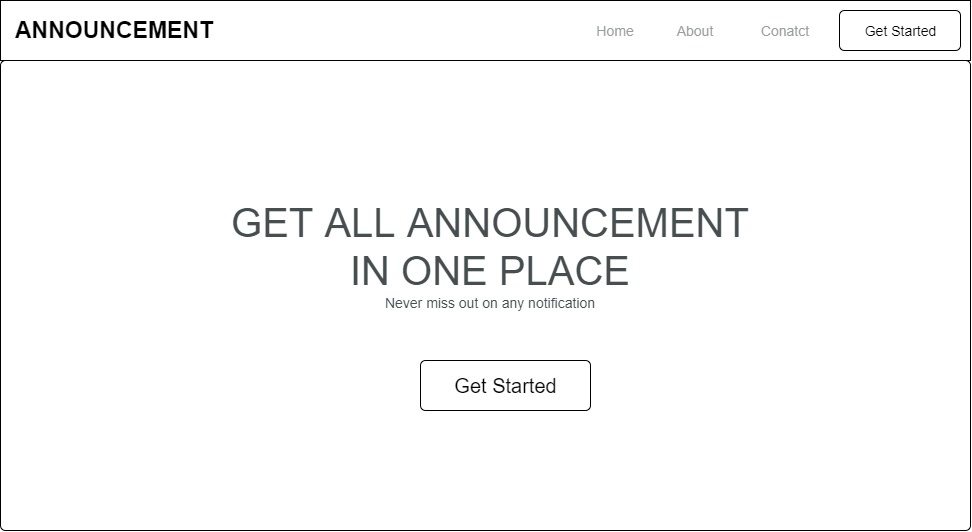 ANNOUNCEMENT
Home
About
Conatct
Get Started
GET ALL ANNOUNCEMENT
IN ONE PLACE
Never miss out on any notification
Get Started